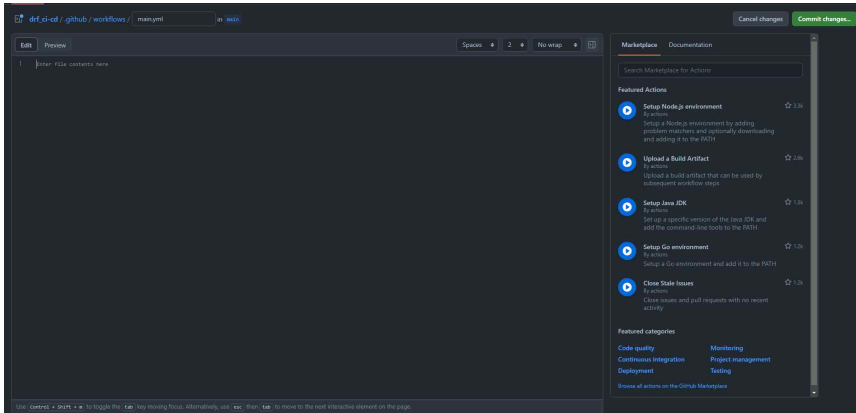 drf_ci-cd / .github / workflows / main.yml in main
Cancel changes Commit changes...
Edit Preview Spaces 2 No wrap
1 Enter file contents here
Use Control + Shift + m to toggle the tab key moving focus. Alternatively, use esc then tab to move to the next interactive element on the page.
Marketplace Documentation
Search Marketplace for Actions
Featured Actions
Setup Node.js environment
By actions
Setup a Node.js environment by adding
problem matchers and optionally downloading
and adding it to the PATH
Upload a Build Artifact 2.8k
By actions
Upload a build artifact that can be used by
subsequent workflow steps
Setup Java JDK
By actions
Set up a specific version of the Java JDK and
add the command-line tools to the PATH
Setup Go environment 1.2k
By actions
Setup a Go environment and add it to the PATH
Close Stale Issues 1.2k
By actions
Close issues and pull requests with no recent
activity
Featured categories
Code quality Monitoring
Continuous integration Project management
Deployment Testing
Browse all actions on the GitHub Marketplace